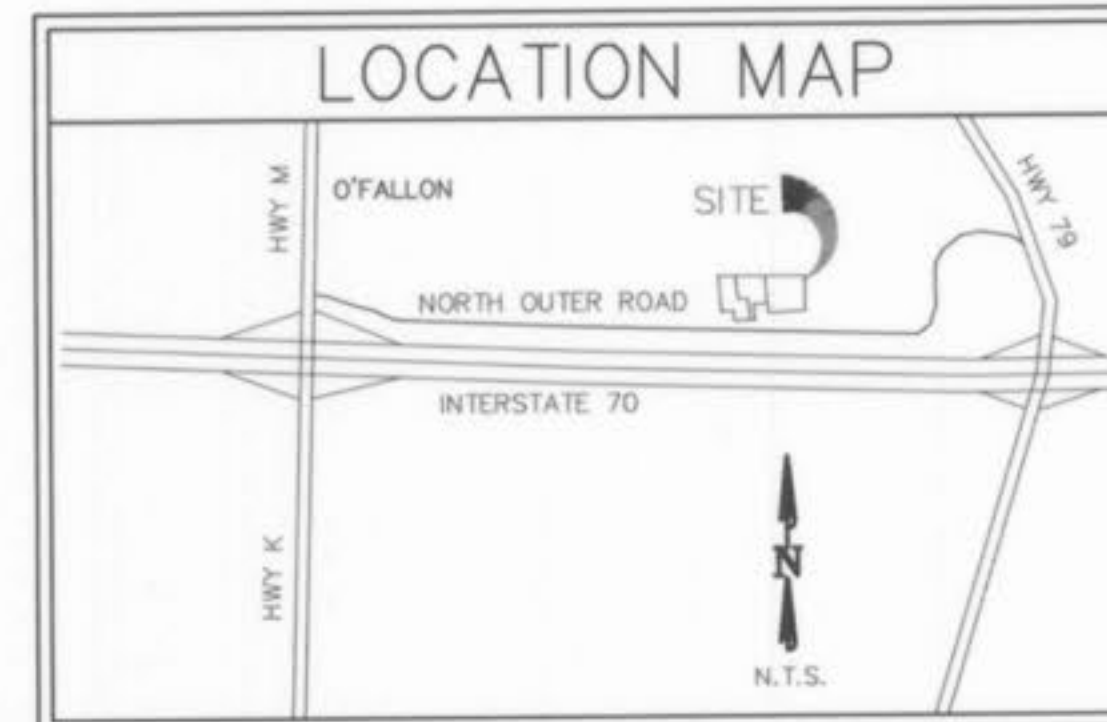 LOCATION MAP
HWY M
O'FALLON
SITE
HWY 79
NORTH OUTER ROAD
INTERSTATE 70
HWY K
N
N.T.S.